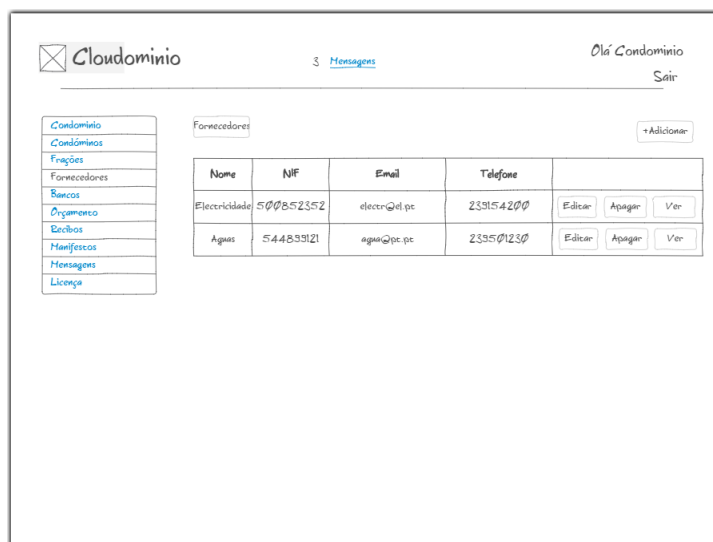 Cloudominio
3 Mensagens
Olá Condominio
Sair
Condominio
Condóminos
Frações
Fornecedores
Bancos
Orçamento
Recibos
Manifestos
Mensagens
Licença
Fornecedores
+Adicionar
Nome NIF Email Telefone
Electricidade 500852352 electr@el.pt 239154200 Editar Apagar Ver
Aguas 544899121 agua@pt.pt 239501230 Editar Apagar Ver